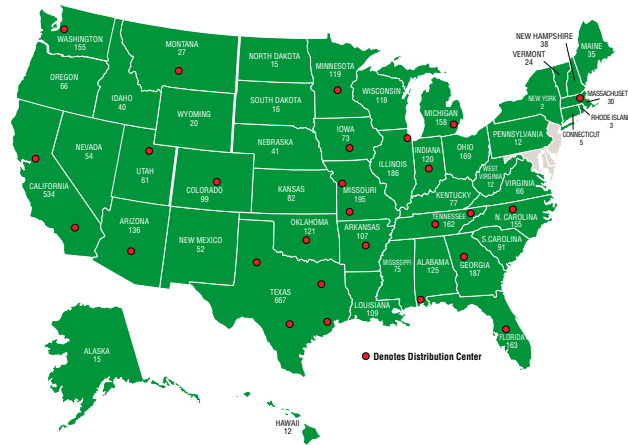 WASHINGTON
155
OREGON
66
CALIFORNIA
534
NEVADA
54
IDAHO
40
MONTANA
27
WYOMING
20
UTAH
61
ARIZONA
136
COLORADO
99
NEW MEXICO
52
NORTH DAKOTA
15
SOUTH DAKOTA
16
NEBRASKA
41
KANSAS
82
OKLAHOMA
121
TEXAS
667
MINNESOTA
119
IOWA
73
MISSOURI
195
ARKANSAS
107
LOUISIANA
109
WISCONSIN
118
ILLINOIS
186
MICHIGAN
158
INDIANA
120
OHIO
169
KENTUCKY
77
TENNESSEE
162
MISSISSIPPI
75
ALABAMA
125
GEORGIA
187
FLORIDA
163
S.CAROLINA
91
N. CAROLINA
155
VIRGINIA
66
WEST
VIRGINIA
12
PENNSYLVANIA
12
NEW YORK
2
VERMONT
24
NEW HAMPSHIRE
38
MAINE
35
MASSACHUSET
30
RHODE ISLAN
3
CONNECTICUT
5
ALASKA
15
HAWAII
12
Denotes Distribution Center